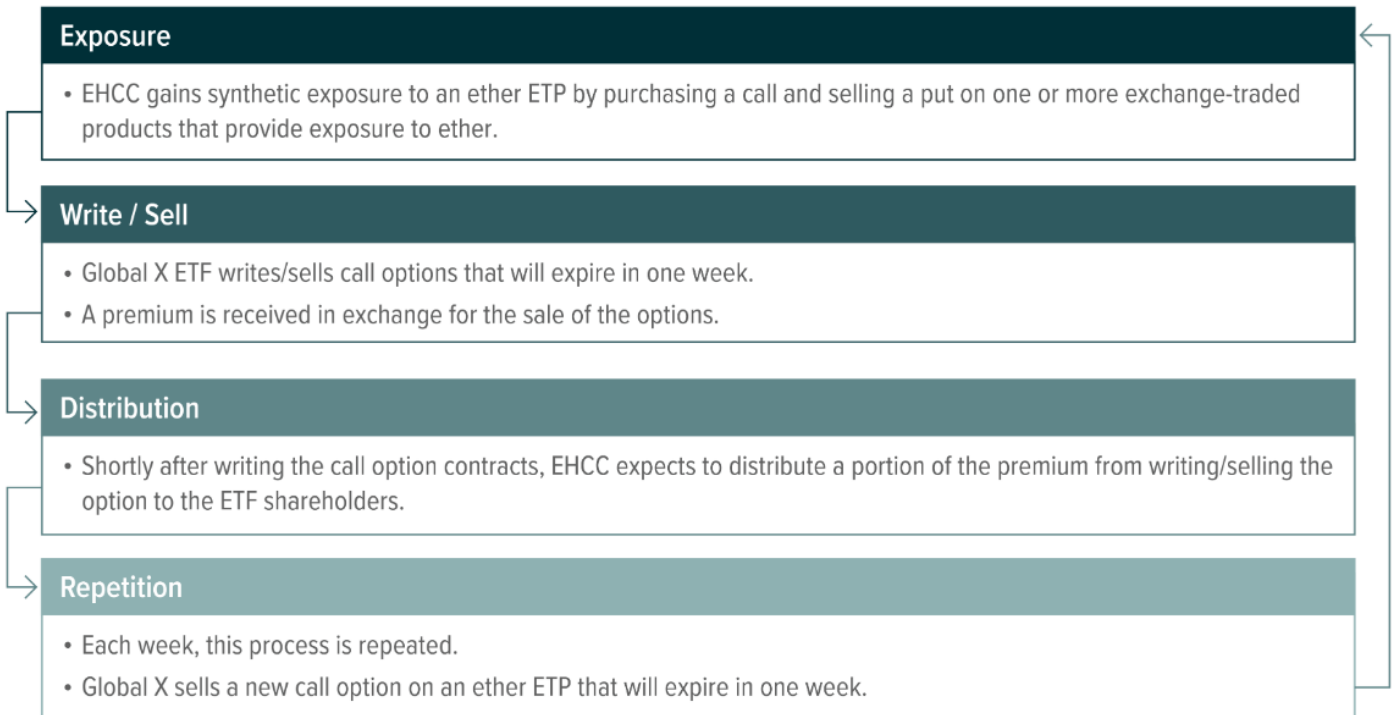 Exposure
• EHCC gains synthetic exposure to an ether ETP by purchasing a call and selling a put on one or more exchange-traded
products that provide exposure to ether.
Write / Sell
• Global X ETF writes/sells call options that will expire in one week.
• A premium is received in exchange for the sale of the options.
Distribution
• Shortly after writing the call option contracts, EHCC expects to distribute a portion of the premium from writing/selling the
option to the ETF shareholders.
Repetition
• Each week, this process is repeated.
• Global X sells a new call option on an ether ETP that will expire in one week.